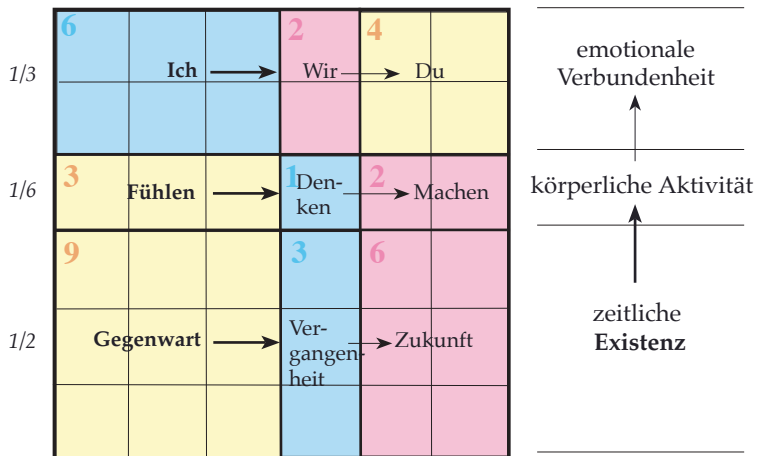 6 2 4
1/3 Ich Wir Du
emotionale
Verbundenheit
3 1 2
1/6 Fühlen Den-
ken Machen
körperliche Aktivität
9 3 6
1/2 Gegenwart Ver-
gangen-
heit Zukunft
zeitliche
Existenz